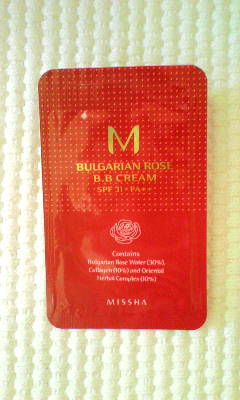 M
BULGARIAN ROSE
B.B CREAM
SPF 31 • PA++
Contains
Bulgarian Rose Water (30%),
Collagen (10%) and Oriental
Herbal Complex (10%)
MISSHA